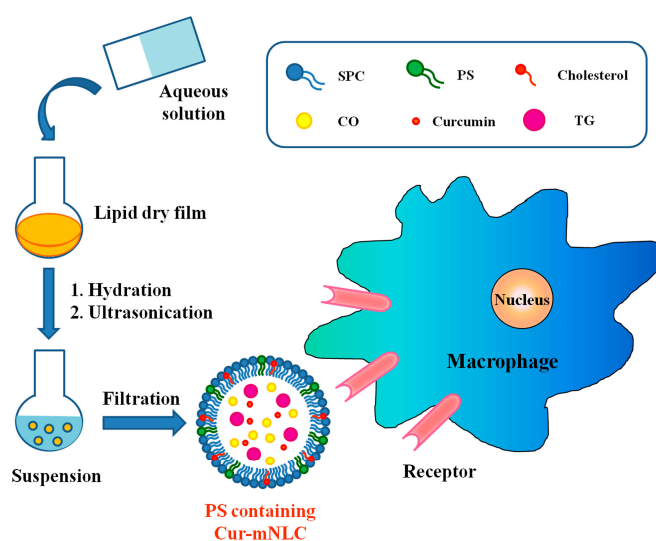 Aqueous
solution
SPC
PS
Cholesterol
CO
Curcumin
TG
Lipid dry film
1. Hydration
2. Ultrasonication
Nucleus
Macrophage
Filtration
Suspension
Receptor
PS containing
Cur-mNLC